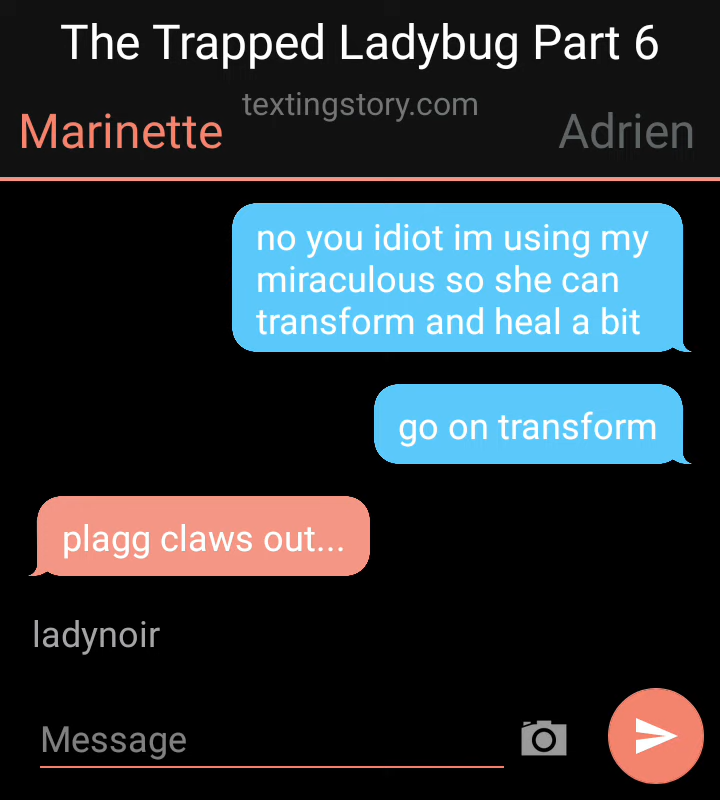 The Trapped Ladybug Part 6
textingstory.com
Marinette
Adrien
no you idiot im using my
miraculous so she can
transform and heal a bit
go on transform
plagg claws out...
ladynoir
Message